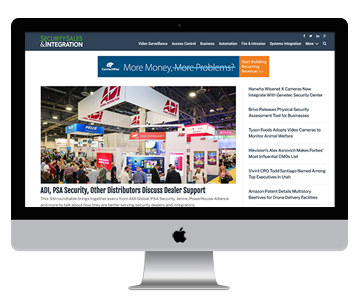 SECURITY SALES
& INTEGRATION
Video Surveillance Access Control Business Automation Fire & Intrusion Systems Integration More
ConnectWise
More Money, More Problems?
Start Building
Recurring
Revenue >>
ADI
ADI, PSA Security, Other Distributors Discuss Dealer Support
This SSI roundtable brings together execs from ADI Global, PSA Security, Jenne, PowerHouse Alliance
and more to talk about how they are better serving security dealers and integrators.
Hanwha Wisenet X Cameras Now
Integrate With Genetec Security Center
Brivo Releases Physical Security
Assessment Tool for Businesses
Tyson Foods Adopts Video Cameras to
Monitor Animal Welfare
Hikvision's Alex Asnovich Makes Forbes'
Most Influential CMOs List
Vivint CRO Todd Santiago Named Among
Top Executives in Utah
Amazon Patent Details Multistory
Beehives for Drone Delivery Facilities